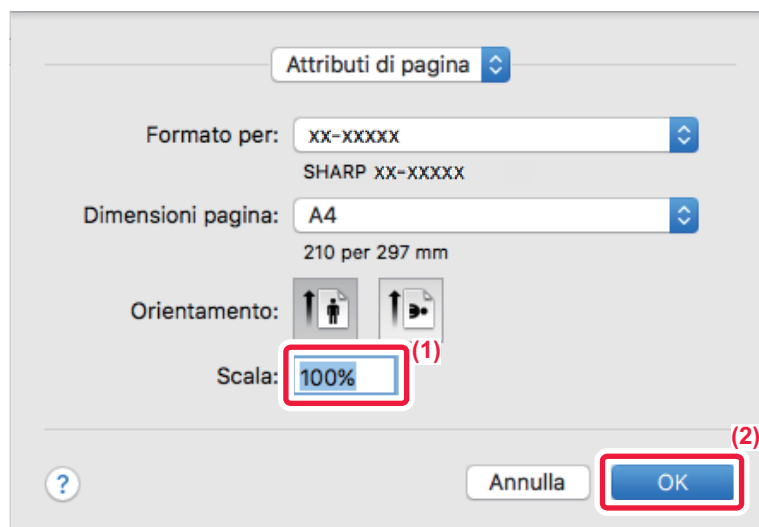 Attributi di pagina
Formato per: xx-xxxxx
SHARP xx-xxxxx
Dimensioni pagina: A4
210 per 297 mm
Orientamento:
(1)
Scala: 100%
(2)
? Annulla OK